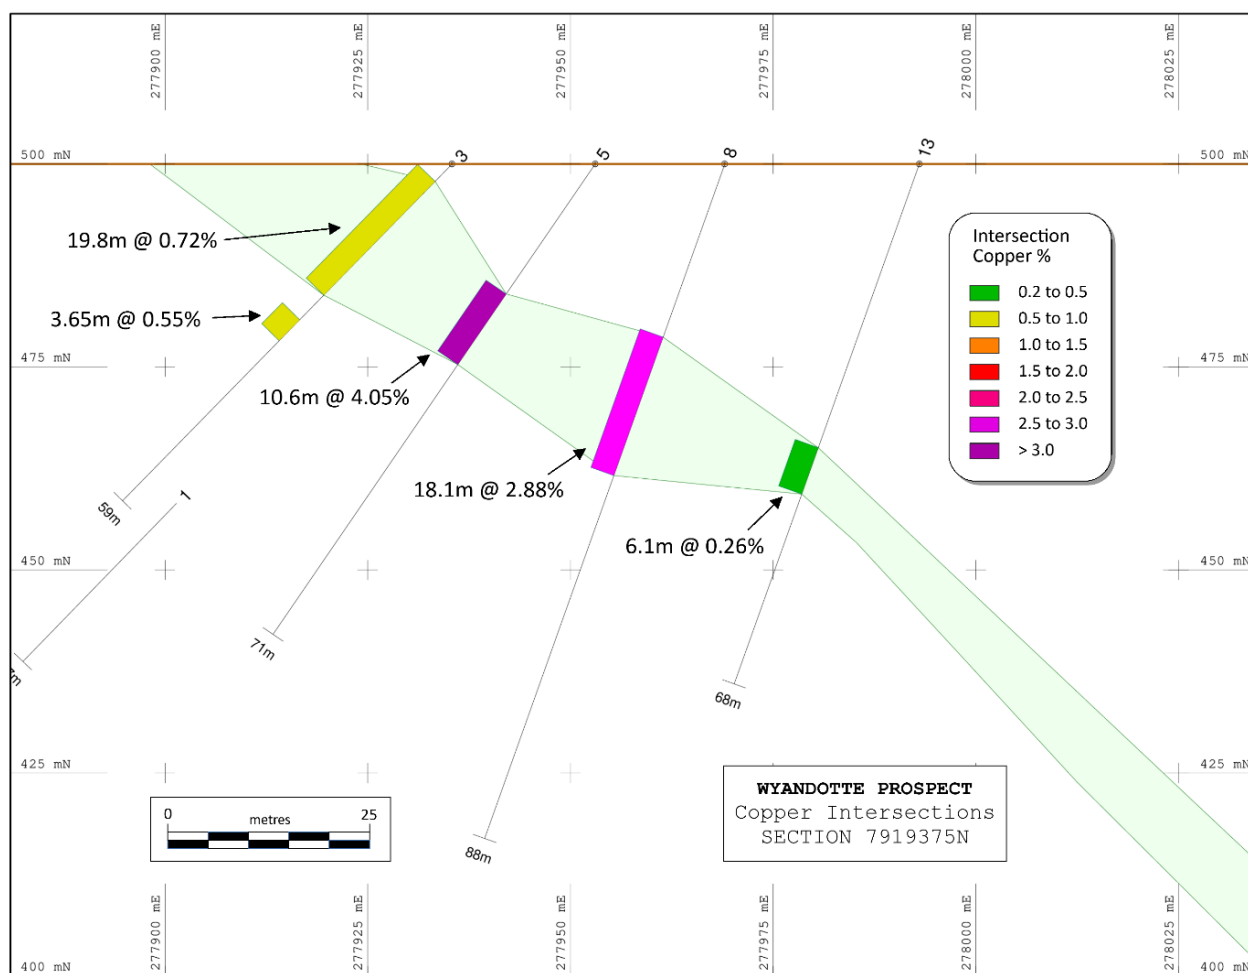 277900 mE
277925 mE
277950 mE
277975 mE
278000 mE
278025 mE
500 mN
3
5
8
13
500 mN
19.8m @ 0.72%
3.65m @ 0.55%
10.6m @ 4.05%
18.1m @ 2.88%
6.1m @ 0.26%
Intersection
Copper %
0.2 to 0.5
0.5 to 1.0
1.0 to 1.5
1.5 to 2.0
2.0 to 2.5
2.5 to 3.0
> 3.0
475 mN
475 mN
59m
1
450 mN
450 mN
71m
68m
425 mN
425 mN
88m
0
metres
25
WYANDOTTE PROSPECT
Copper Intersections
SECTION 7919375N
277900 mE
277925 mE
277950 mE
277975 mE
278000 mE
278025 mE
400 mN
400 mN